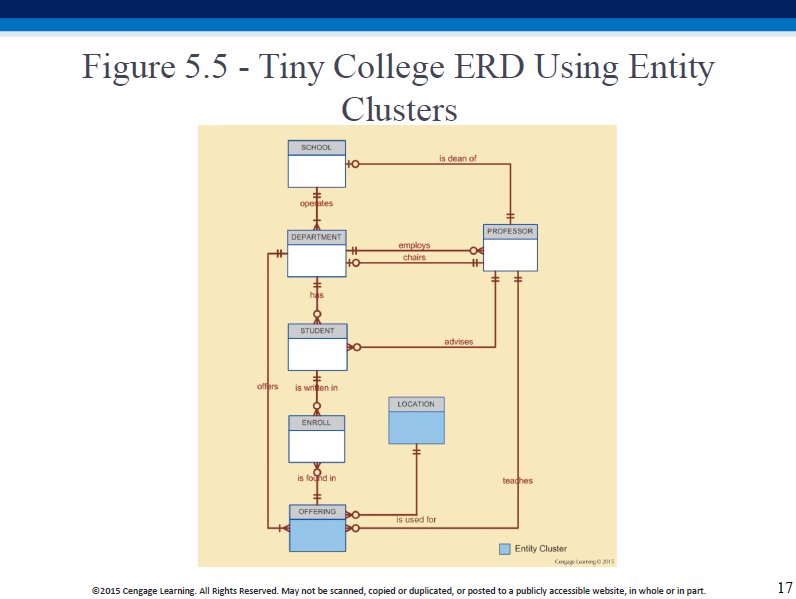 Figure 5.5 - Tiny College ERD Using Entity
Clusters
SCHOOL
is dean of
operates
DEPARTMENT
PROFESSOR
employs
chairs
has
STUDENT
advises
offers
is written in
LOCATION
ENROLL
is found in
teaches
OFFERING
is used for
Entity Cluster
Cengage Learning © 2015
©2015 Cengage Learning. All Rights Reserved. May not be scanned, copied or duplicated, or posted to a publicly accessible website, in whole or in part.
17